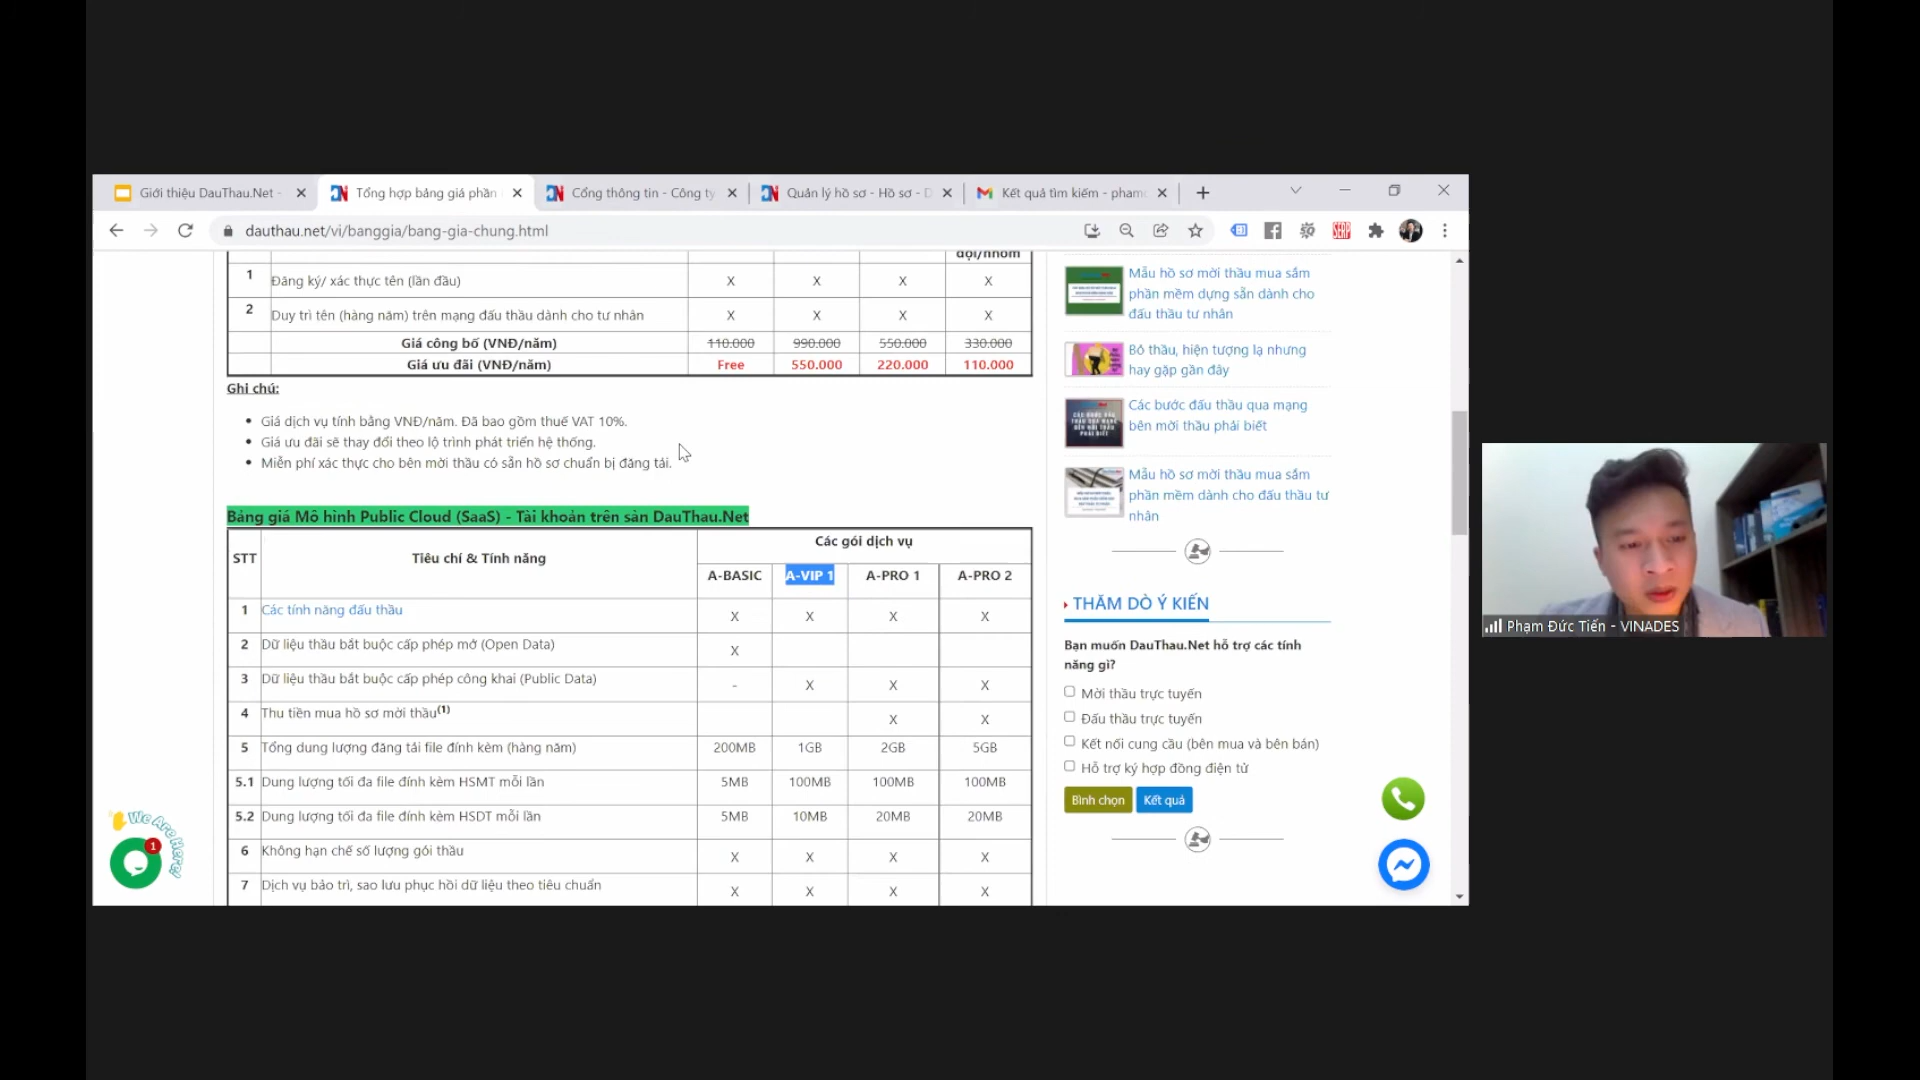 Giới thiệu DauThau.Net -
Tổng hợp bảng giá phần
Cổng thông tin - Công ty
Quản lý hồ sơ - Hồ sơ - D
Kết quả tìm kiếm - phamd
dauthau.net/vi/banggia/bang-gia-chung.html
SERP
đội/nhóm
1 Đăng ký/ xác thực tên (lần đầu) X X X X
2 Duy trì tên (hàng năm) trên mạng đấu thầu dành cho tư nhân X X X X
Giá công bố (VNĐ/năm) 110.000 990.000 550.000 330.000
Giá ưu đãi (VNĐ/năm) Free 550.000 220.000 110.000
Ghi chú:
Giá dịch vụ tính bằng VNĐ/năm. Đã bao gồm thuế VAT 10%.
Giá ưu đãi sẽ thay đổi theo lộ trình phát triển hệ thống.
Miễn phí xác thực cho bên mời thầu có sẵn hồ sơ chuẩn bị đăng tải.
Bảng giá Mô hình Public Cloud (SaaS) - Tài khoản trên sàn DauThau.Net
STT Tiêu chí & Tính năng Các gói dịch vụ
A-BASIC A-VIP 1 A-PRO 1 A-PRO 2
1 Các tính năng đấu thầu X X X X
2 Dữ liệu thầu bắt buộc cấp phép mở (Open Data) X
3 Dữ liệu thầu bắt buộc cấp phép công khai (Public Data) - X X X
4 Thu tiền mua hồ sơ mời thầu(1) X X
5 Tổng dung lượng đăng tải file đính kèm (hàng năm) 200MB 1GB 2GB 5GB
5.1 Dung lượng tối đa file đính kèm HSMT mỗi lần 5MB 100MB 100MB 100MB
5.2 Dung lượng tối đa file đính kèm HSDT mỗi lần 5MB 10MB 20MB 20MB
6 Không hạn chế số lượng gói thầu X X X X
7 Dịch vụ bảo trì, sao lưu phục hồi dữ liệu theo tiêu chuẩn X X X X
We Are Here!
1
Mẫu hồ sơ mời thầu mua sắm
phần mềm dựng sẵn dành cho
đấu thầu tư nhân
Bỏ thầu, hiện tượng lạ nhưng
hay gặp gần đây
Các bước đấu thầu qua mạng
bên mời thầu phải biết
Mẫu hồ sơ mời thầu mua sắm
phần mềm dành cho đấu thầu tư
nhân
THĂM DÒ Ý KIẾN
Bạn muốn DauThau.Net hỗ trợ các tính
năng gì?
Mời thầu trực tuyến
Đấu thầu trực tuyến
Kết nối cung cầu (bên mua và bên bán)
Hỗ trợ ký hợp đồng điện tử
Bình chọn Kết quả
Phạm Đức Tiến - VINADES